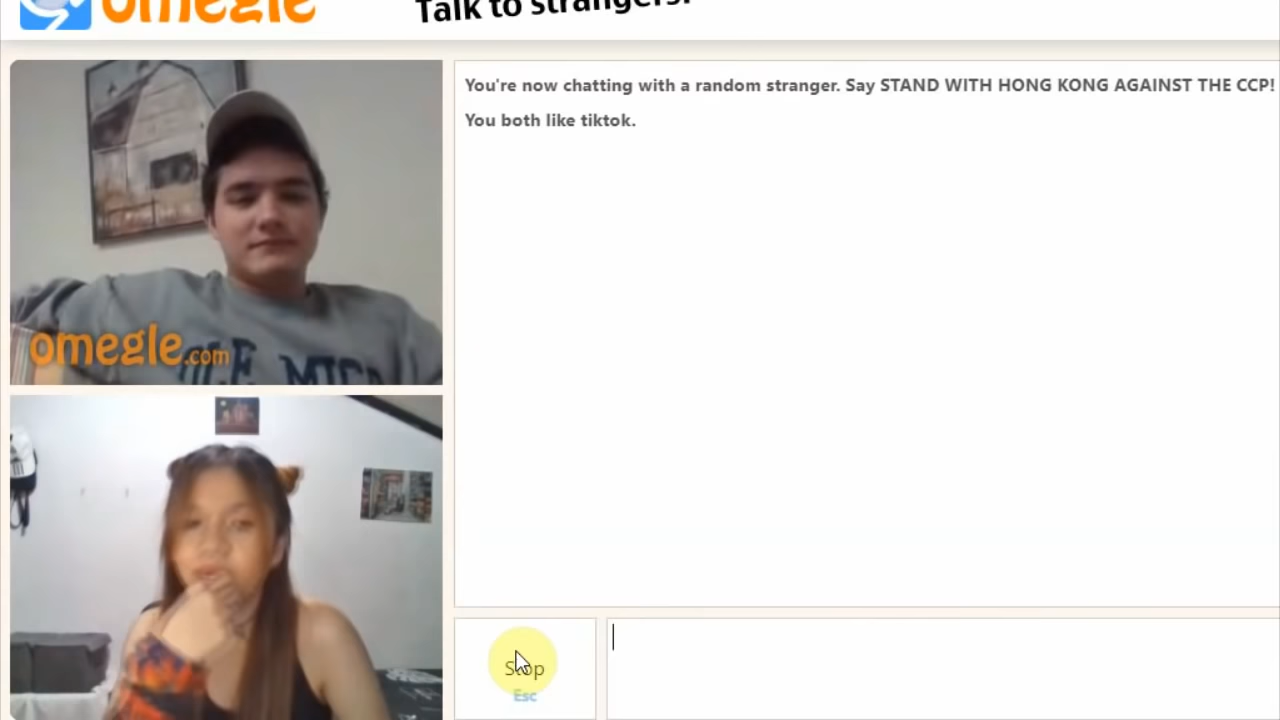 omegle
Talk to strangers!
You're now chatting with a random stranger. Say STAND WITH HONG KONG AGAINST THE CCP!
You both like tiktok.
omegle.com
Stop
Esc